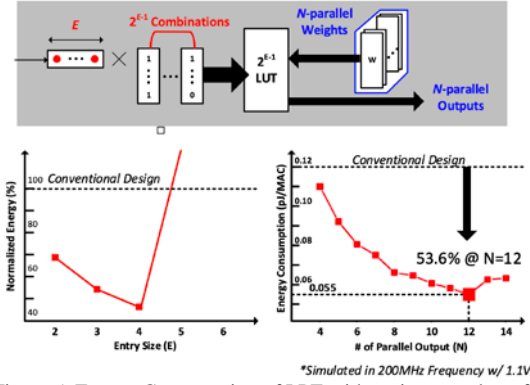 E
2^{E-1} Combinations
N-parallel
Weights
1 1
1 0
2^{E-1}
LUT
W
N-parallel
Outputs
Conventional Design
Normalized Energy (%)
100
80
60
40
2 3 4 5 6
Entry Size (E)
Conventional Design
Energy Consumption (pJ/MAC)
0.12
0.10
0.08
0.06
0.055
53.6% @ N=12
4 6 8 10 12 14
# of Parallel Output (N)
*Simulated in 200MHz Frequency w/ 1.1V